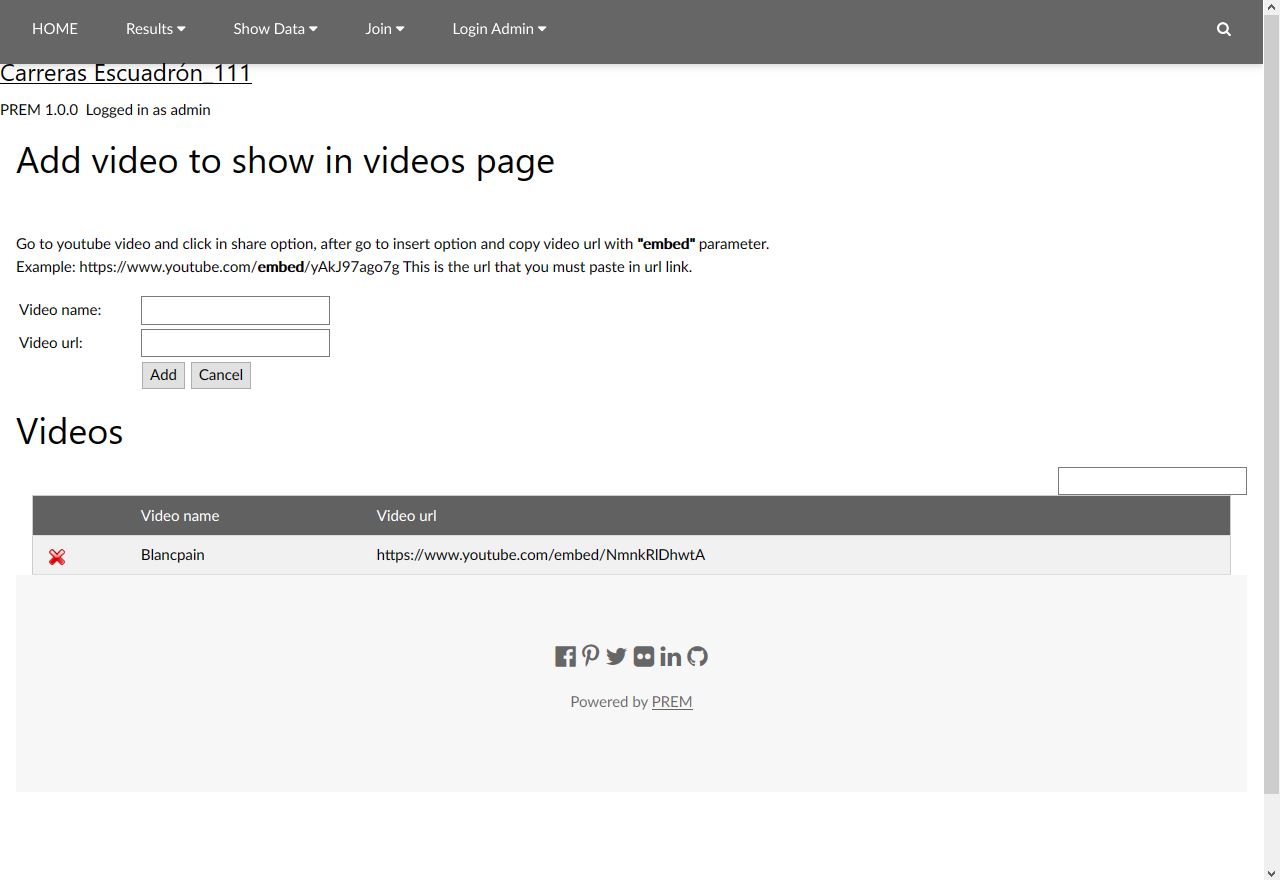 HOME Results Show Data Join Login Admin
Carreras Escuadrón_111
PREM 1.0.0 Logged in as admin
Add video to show in videos page
Go to youtube video and click in share option, after go to insert option and copy video url with "embed" parameter.
Example: https://www.youtube.com/embed/yAkJ97ago7g This is the url that you must paste in url link.
Video name:
Video url:
Add Cancel
Videos
Video name Video url
Blancpain https://www.youtube.com/embed/NmnkRlDhwtA
Powered by PREM